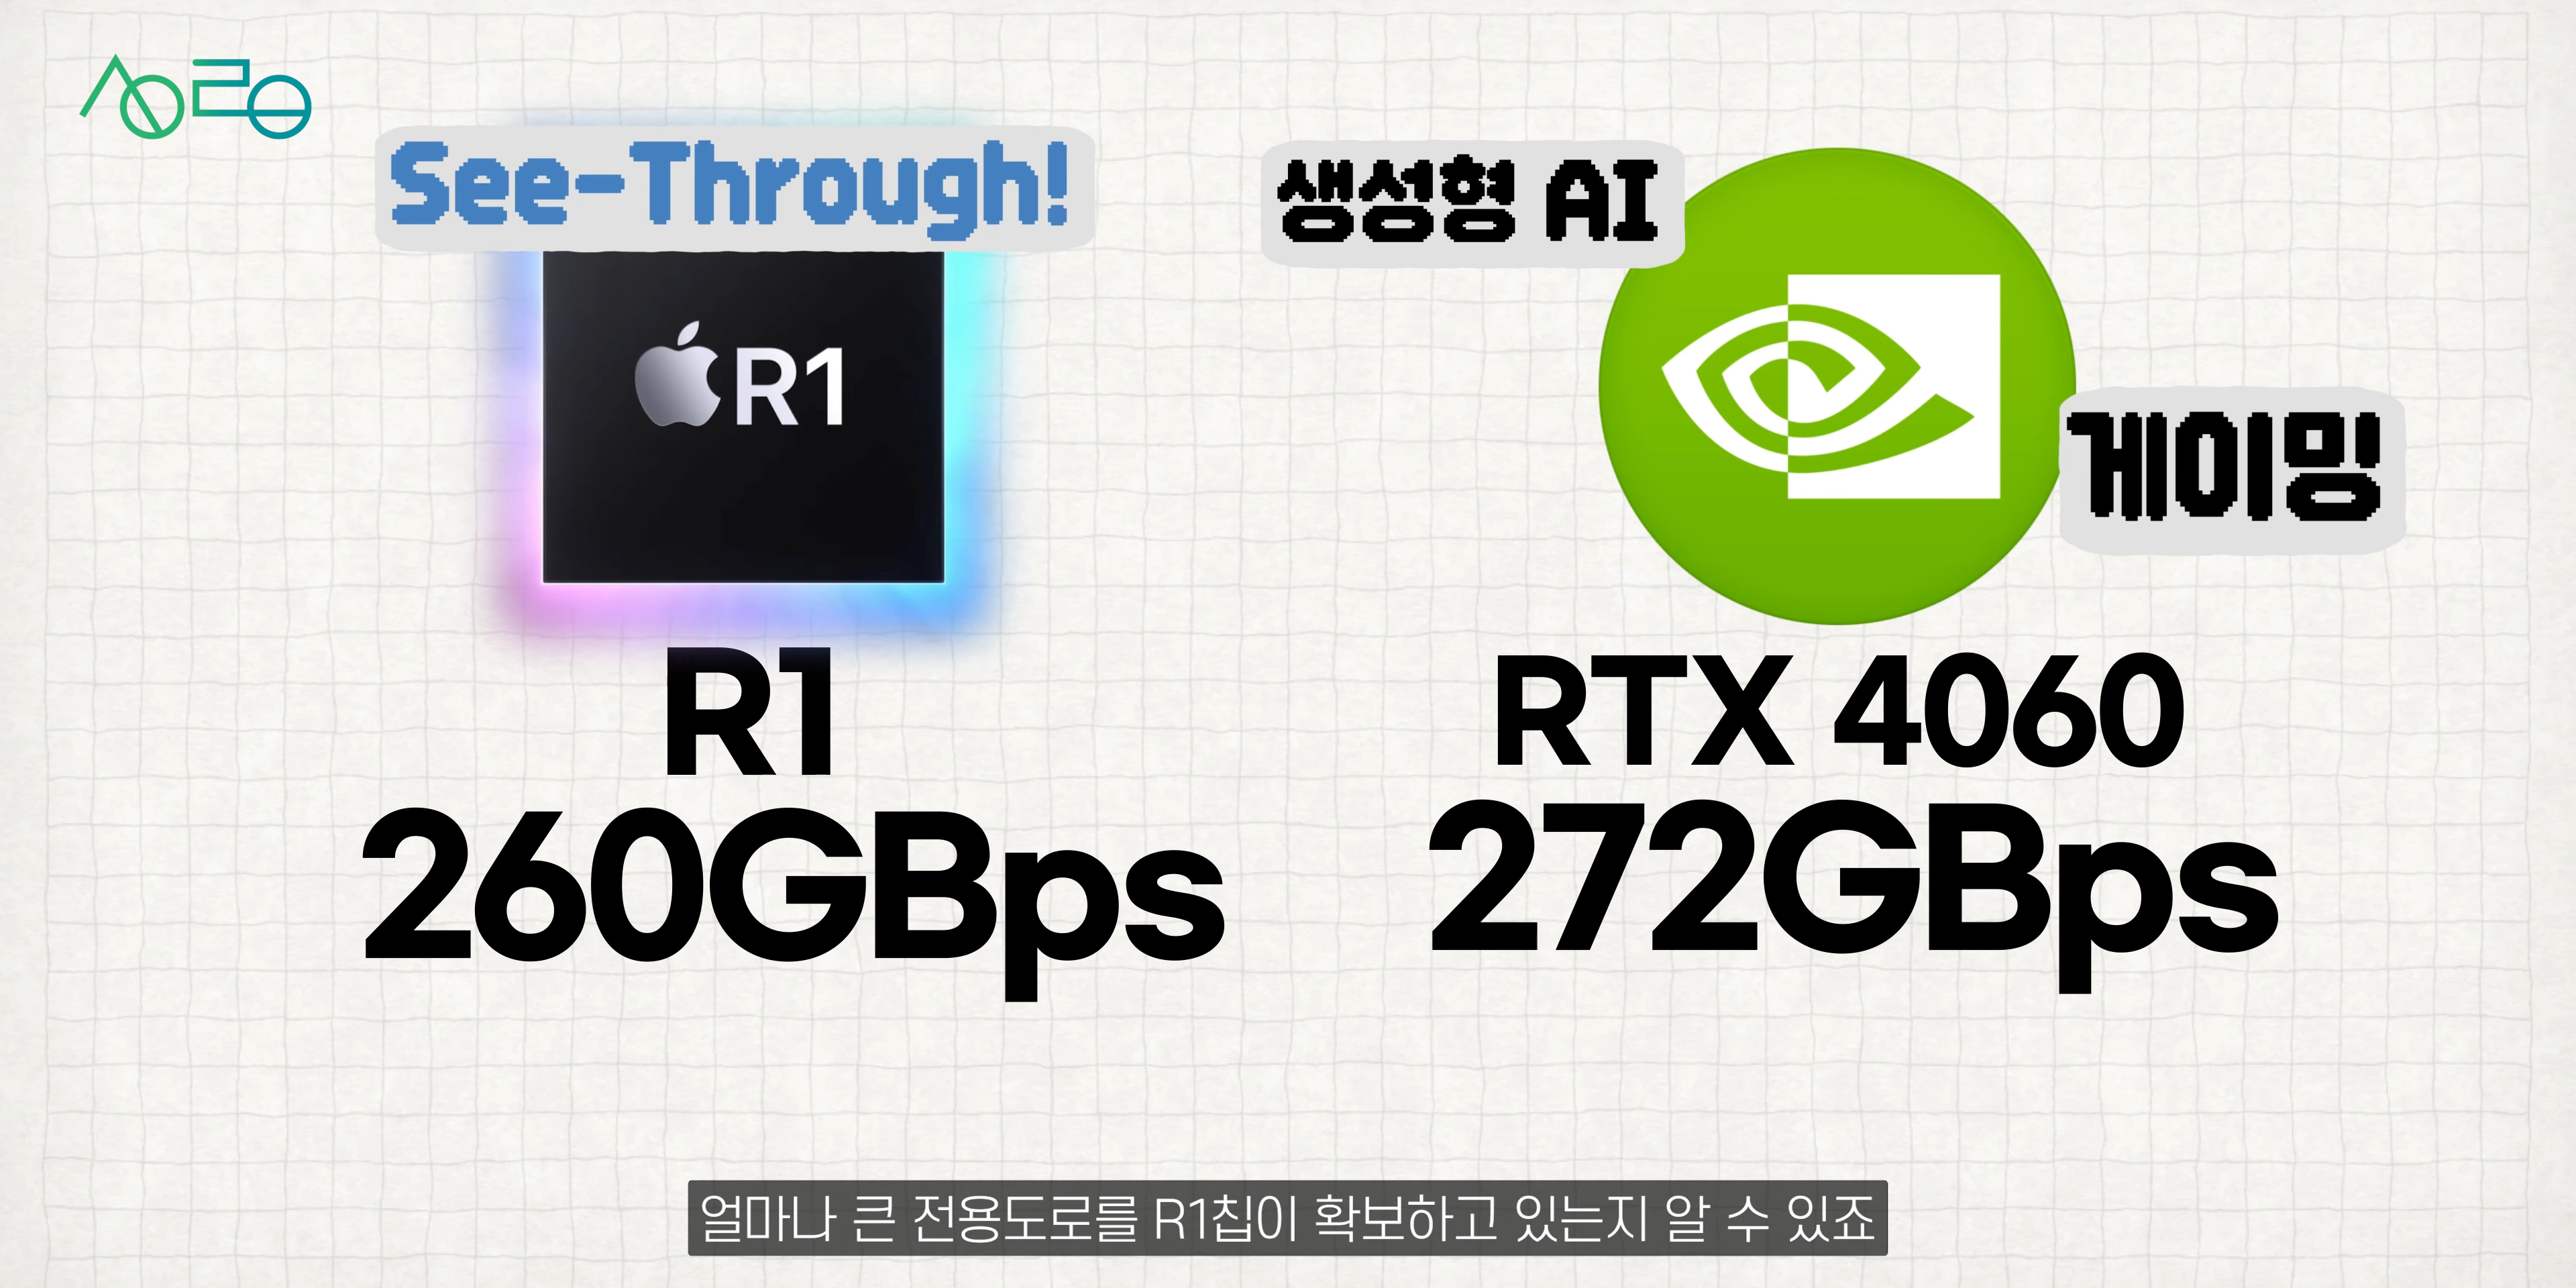 See-Through!
생성형 AI
R1
게이밍
R1
RTX 4060
260GBps
272GBps
얼마나 큰 전용도로를 R1칩이 확보하고 있는지 알 수 있죠